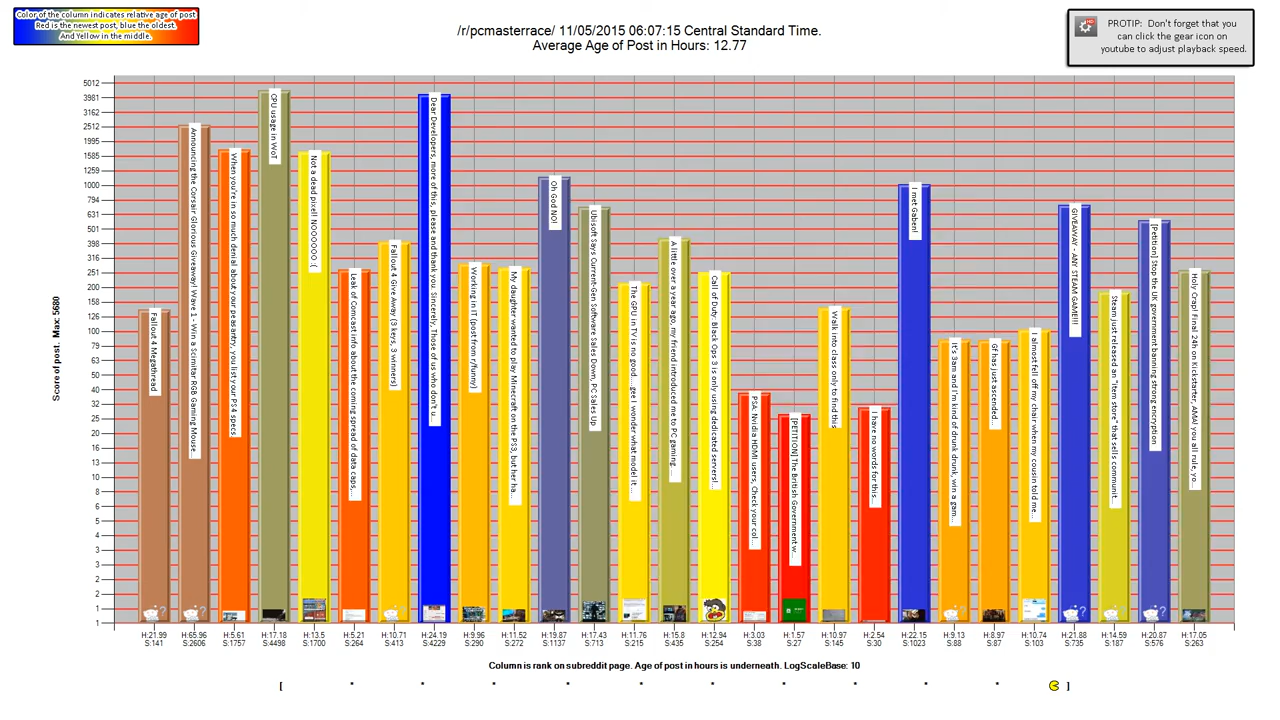 Color of the column indicates relative age of post
Red is the newest post, blue the oldest.
And Yellow in the middle.
/r/pcmasterrace/ 11/05/2015 06:07:15 Central Standard Time.
Average Age of Post in Hours: 12.77
PROTIP: Don't forget that you
can click the gear icon on
youtube to adjust playback speed.
Score of post. Max: 5680
5012
3981
3162
2512
1995
1585
1259
1000
794
631
501
398
316
251
200
158
126
100
79
63
50
40
32
25
20
16
13
10
8
6
5
4
3
3
2
2
1
1
Fallout 4 Megathread
Announcing the Corsair Glorious Giveaway! Wave 1 - Win a Scimitar RGB Gaming Mouse.
When you're in so much denial about your peasantry, you list your PS4 specs
CPU usage in WoT
Not a dead pixel! NOOOOOO :(
Leak of Comcast info about the coming spread of data caps,...
Fallout 4 Give Away (3 keys, 3 winners)
Dear Developers, more of this, please and thank you. Sincerely, Those of us who don't u...
Working in IT (post from r/funny)
My daughter wanted to play Minecraft on the PS3, but her ha...
Oh God NO!
Ubisoft Says Current-Gen Software Sales Down, PC Sales Up
The GPU in TV is no good....gee I wonder what model it...
A little over a year ago, my friend introduced me to PC gaming...
Call of Duty: Black Ops 3 is only using dedicated servers!
PSA: Nvidia HDMI users, Check your col...
[PETITION] The British Government w...
Walk into class only to find this
I have no words for this...
I met Gaben!
It's 3am and I'm kind of drunk drunk, win a gam...
GF has just ascended...
I almost fell off my chair when my cousin told me...
GIVEAWAY - ANY STEAM GAME!!!
Steam just released an "item store" that sells communit...
[Petition] Stop the UK government banning strong encryption
Holy Crap! Final 24h on Kickstarter, AMA! you all rule, yo...
H:21.99 H:65.96 H:5.61 H:17.18 H:13.5 H:5.21 H:10.71 H:24.19 H:9.96 H:11.52 H:19.87 H:17.43 H:11.76 H:15.8 H:12.94 H:3.03 H:1.57 H:10.97 H:2.54 H:22.15 H:9.13 H:8.97 H:10.74 H:21.88 H:14.59 H:20.87 H:17.05
S:141 S:2606 S:1757 S:4498 S:1700 S:264 S:413 S:4229 S:290 S:272 S:1137 S:713 S:215 S:435 S:254 S:38 S:27 S:145 S:30 S:1023 S:88 S:87 S:103 S:735 S:187 S:576 S:263
Column is rank on subreddit page. Age of post in hours is underneath. LogScaleBase: 10
[ * * * * * * * * * * ]